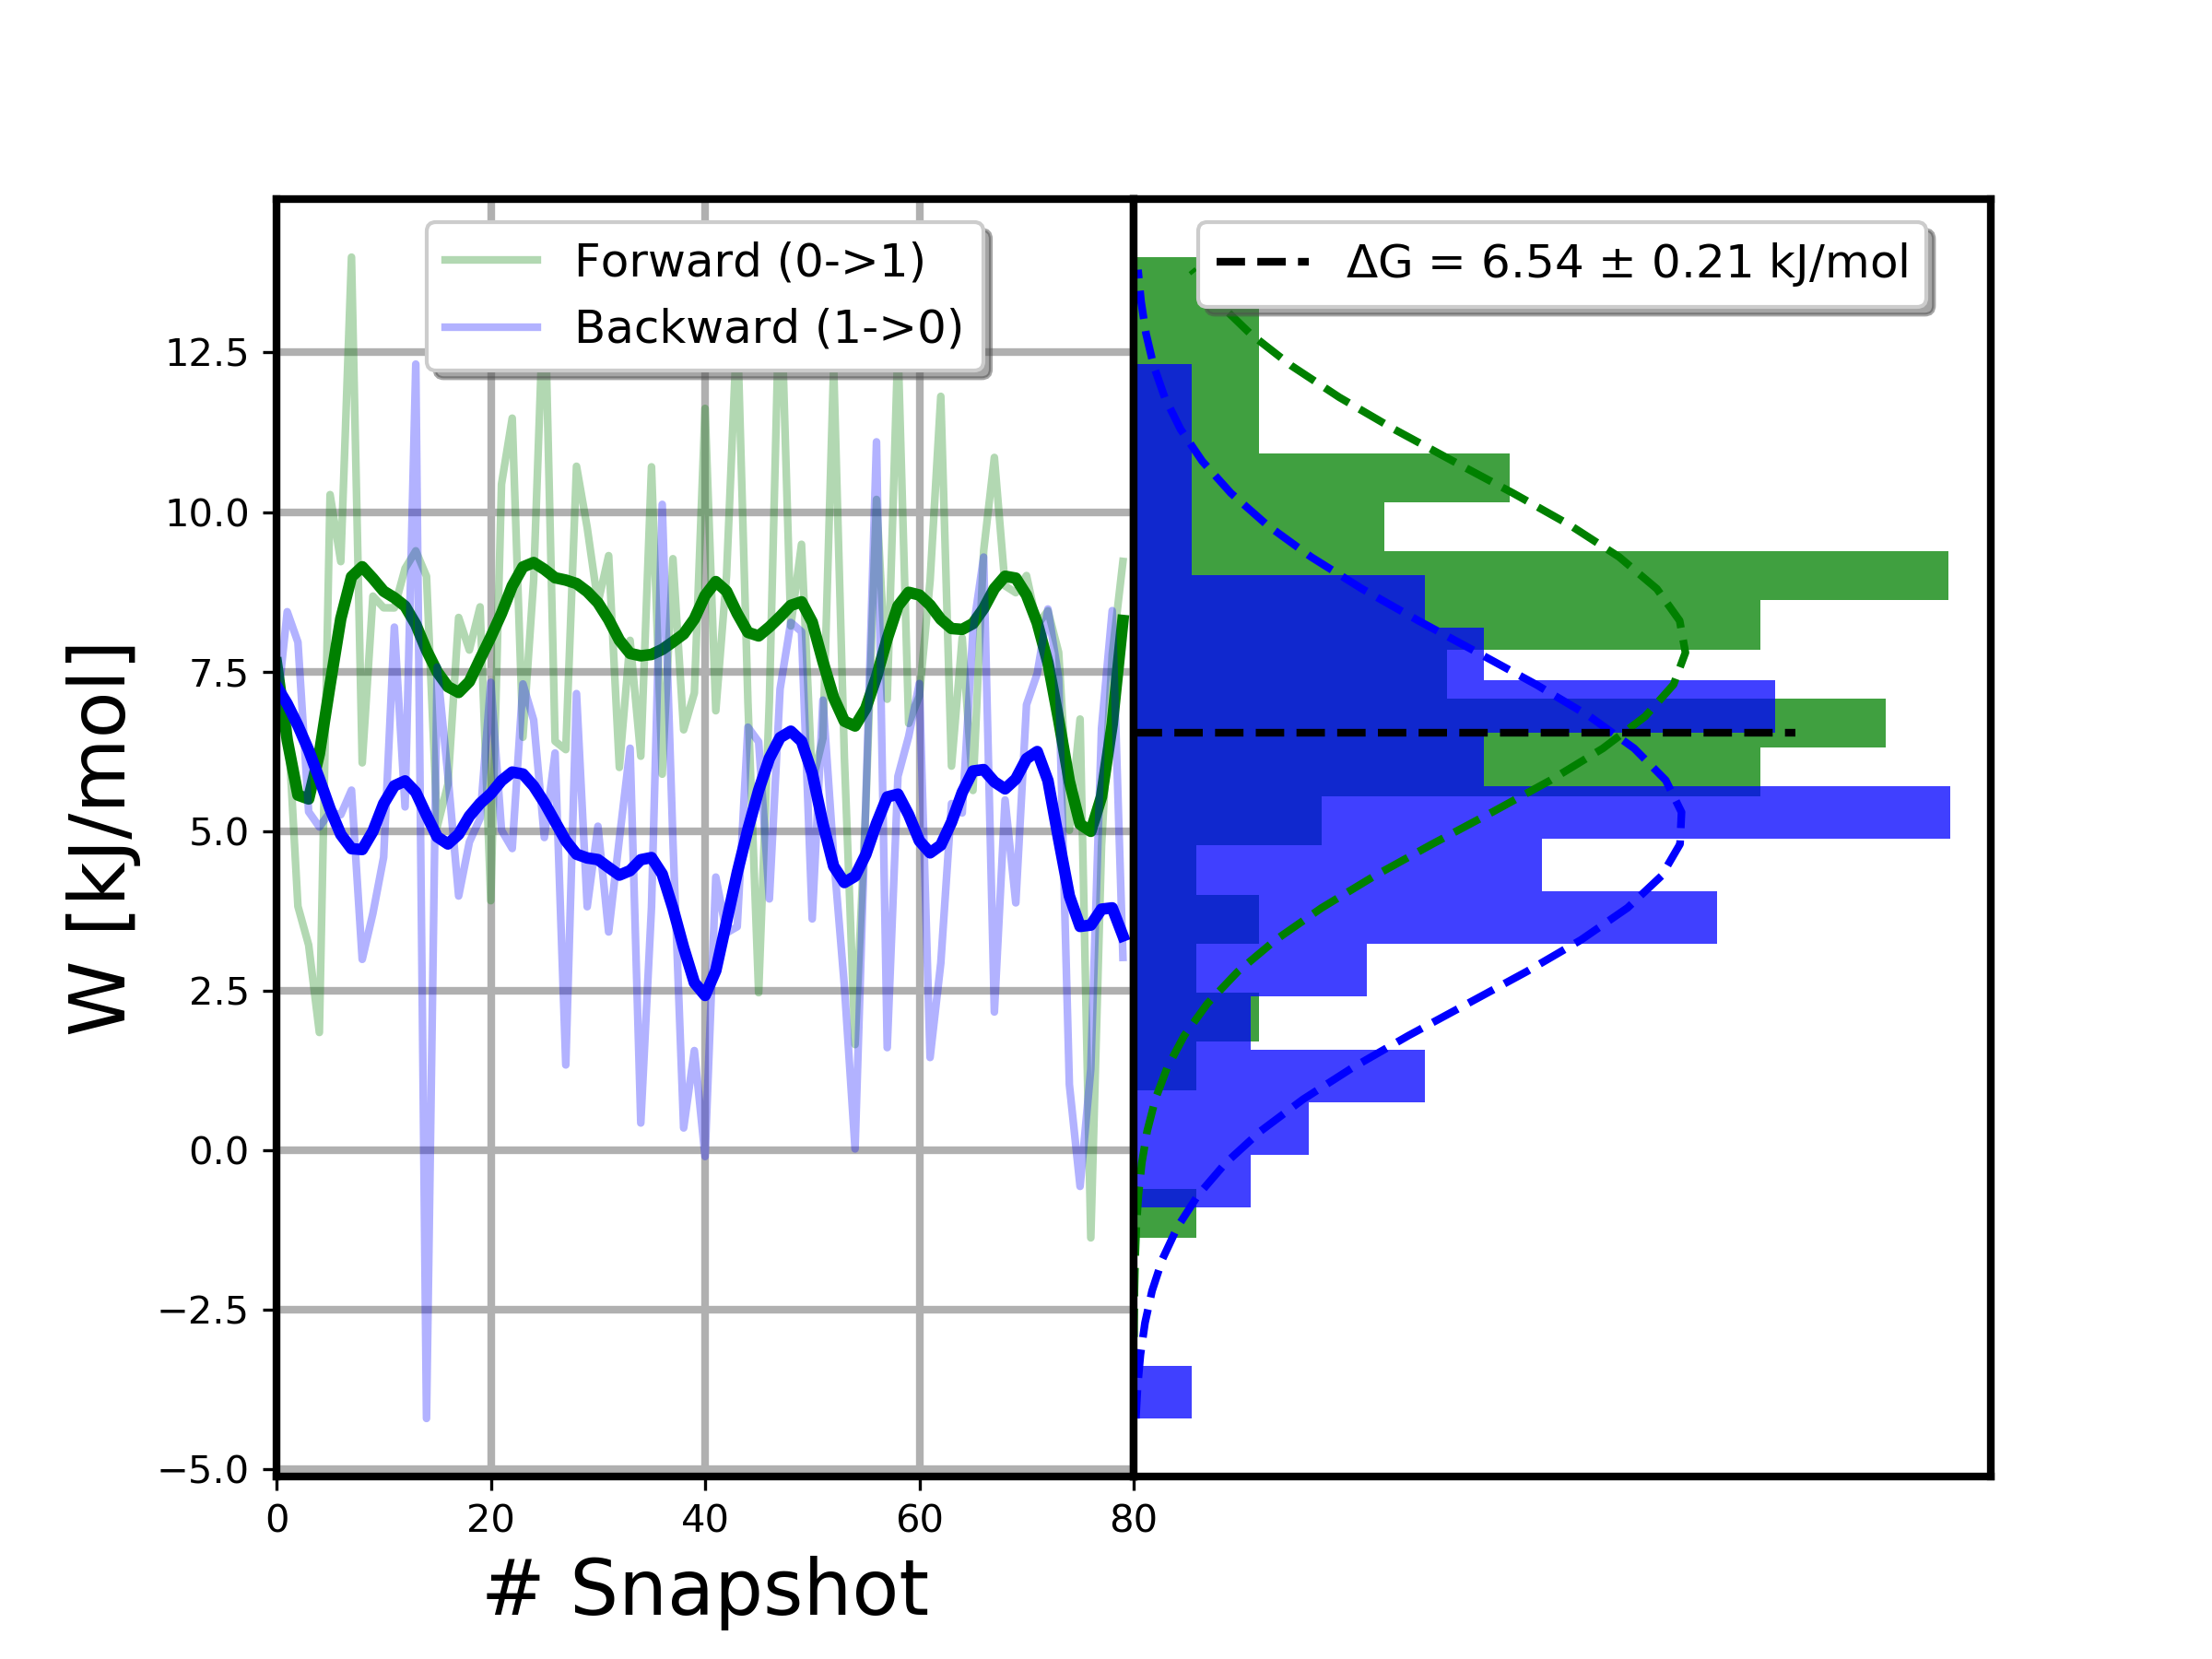 Forward (0->1)
Backward (1->0)
ΔG = 6.54 ± 0.21 kJ/mol
12.5
10.0
7.5
5.0
2.5
0.0
−2.5
−5.0
W [kJ/mol]
0 20 40 60 80
# Snapshot